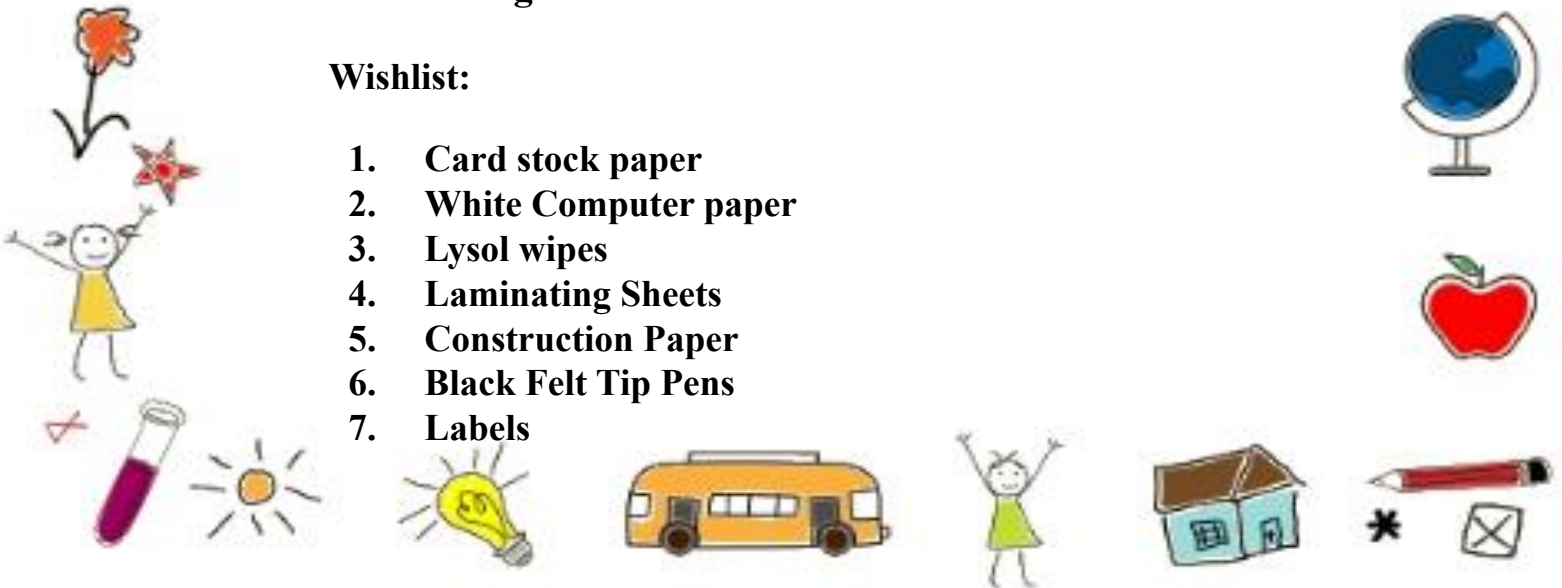 Wishlist:
1. Card stock paper
2. White Computer paper
3. Lysol wipes
4. Laminating Sheets
5. Construction Paper
6. Black Felt Tip Pens
7. Labels